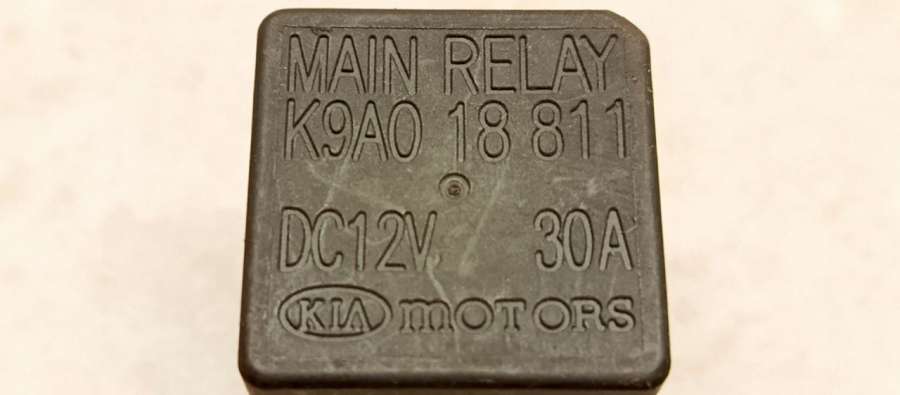 MAIN RELAY
K9A0 18 811
DC12V 30A
KIA MOTORS